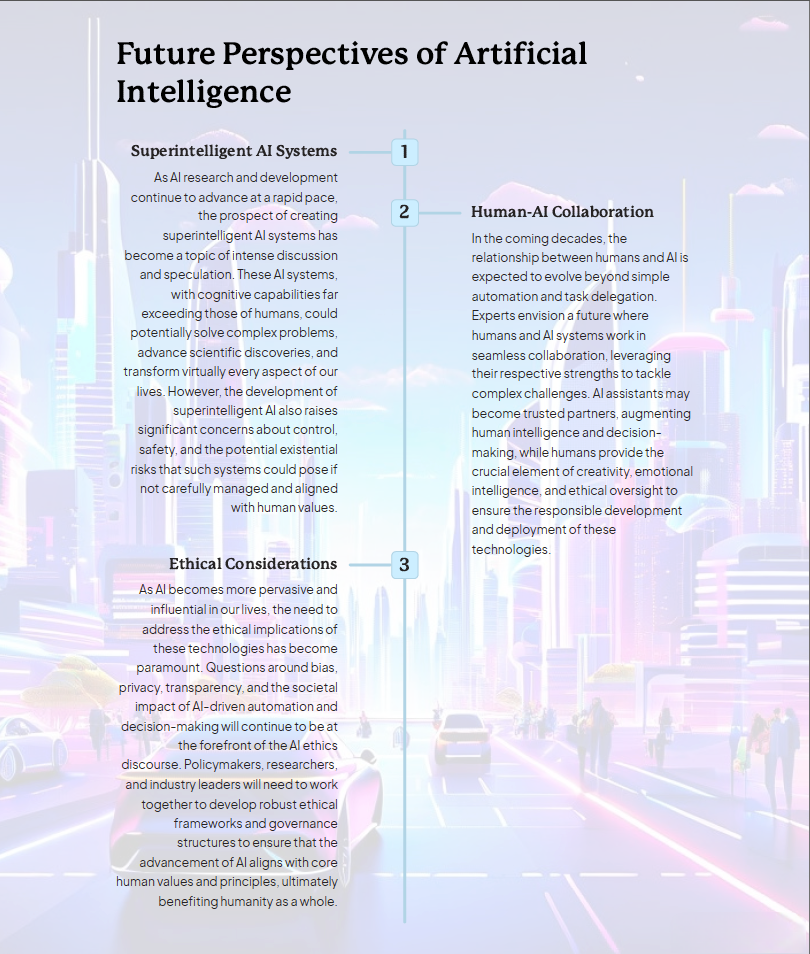 Future Perspectives of Artificial
Intelligence
1
Superintelligent AI Systems
As AI research and development
continue to advance at a rapid pace,
the prospect of creating
superintelligent AI systems has
become a topic of intense discussion
and speculation. These AI systems,
with cognitive capabilities far
exceeding those of humans, could
potentially solve complex problems,
advance scientific discoveries, and
transform virtually every aspect of our
lives. However, the development of
superintelligent AI also raises
significant concerns about control,
safety, and the potential existential
risks that such systems could pose if
not carefully managed and aligned
with human values.
2
Human-AI Collaboration
In the coming decades, the
relationship between humans and AI is
expected to evolve beyond simple
automation and task delegation.
Experts envision a future where
humans and AI systems work in
seamless collaboration, leveraging
their respective strengths to tackle
complex challenges. AI assistants may
become trusted partners, augmenting
human intelligence and decision-
making, while humans provide the
crucial element of creativity, emotional
intelligence, and ethical oversight to
ensure the responsible development
and deployment of these
technologies.
3
Ethical Considerations
As AI becomes more pervasive and
influential in our lives, the need to
address the ethical implications of
these technologies has become
paramount. Questions around bias,
privacy, transparency, and the societal
impact of AI-driven automation and
decision-making will continue to be at
the forefront of the AI ethics
discourse. Policymakers, researchers,
and industry leaders will need to work
together to develop robust ethical
frameworks and governance
structures to ensure that the
advancement of AI aligns with core
human values and principles, ultimately
benefiting humanity as a whole.